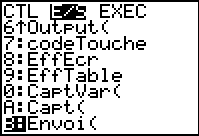 CTL E/S EXEC
6↑Output(
7:codeTouche
8:EffEcr
9:EffTable
0:CaptVar(
A:Capt(
B:Envoi(